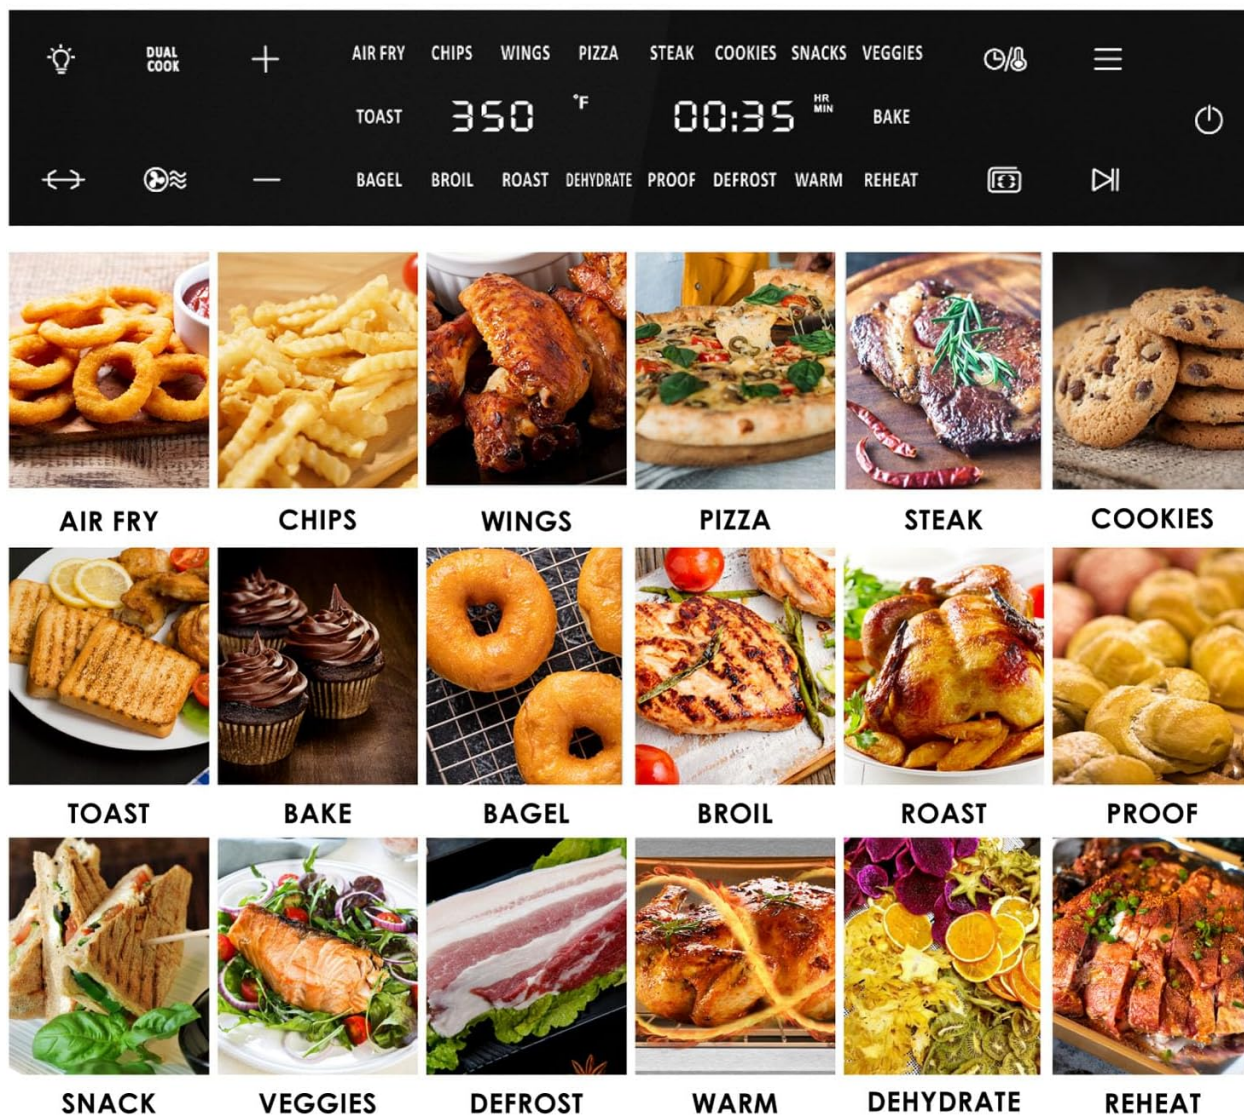 DUAL
COOK
AIR FRY CHIPS WINGS PIZZA STEAK COOKIES SNACKS VEGGIES
TOAST 350 °F 00:35 HR
MIN BAKE
BAGEL BROIL ROAST DEHYDRATE PROOF DEFROST WARM REHEAT
AIR FRY CHIPS WINGS PIZZA STEAK COOKIES
TOAST BAKE BAGEL BROIL ROAST PROOF
SNACK VEGGIES DEFROST WARM DEHYDRATE REHEAT